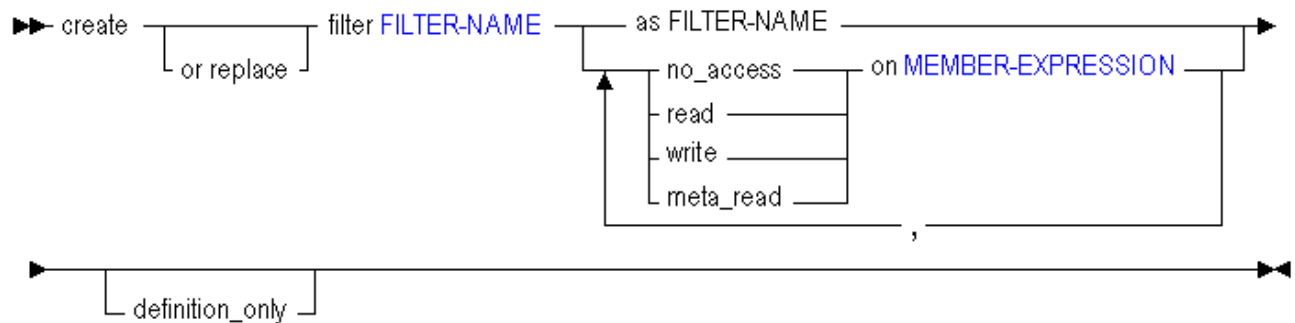 create filter FILTER-NAME as FILTER-NAME
or replace no_access on MEMBER-EXPRESSION
read
write
meta_read
,
definition_only